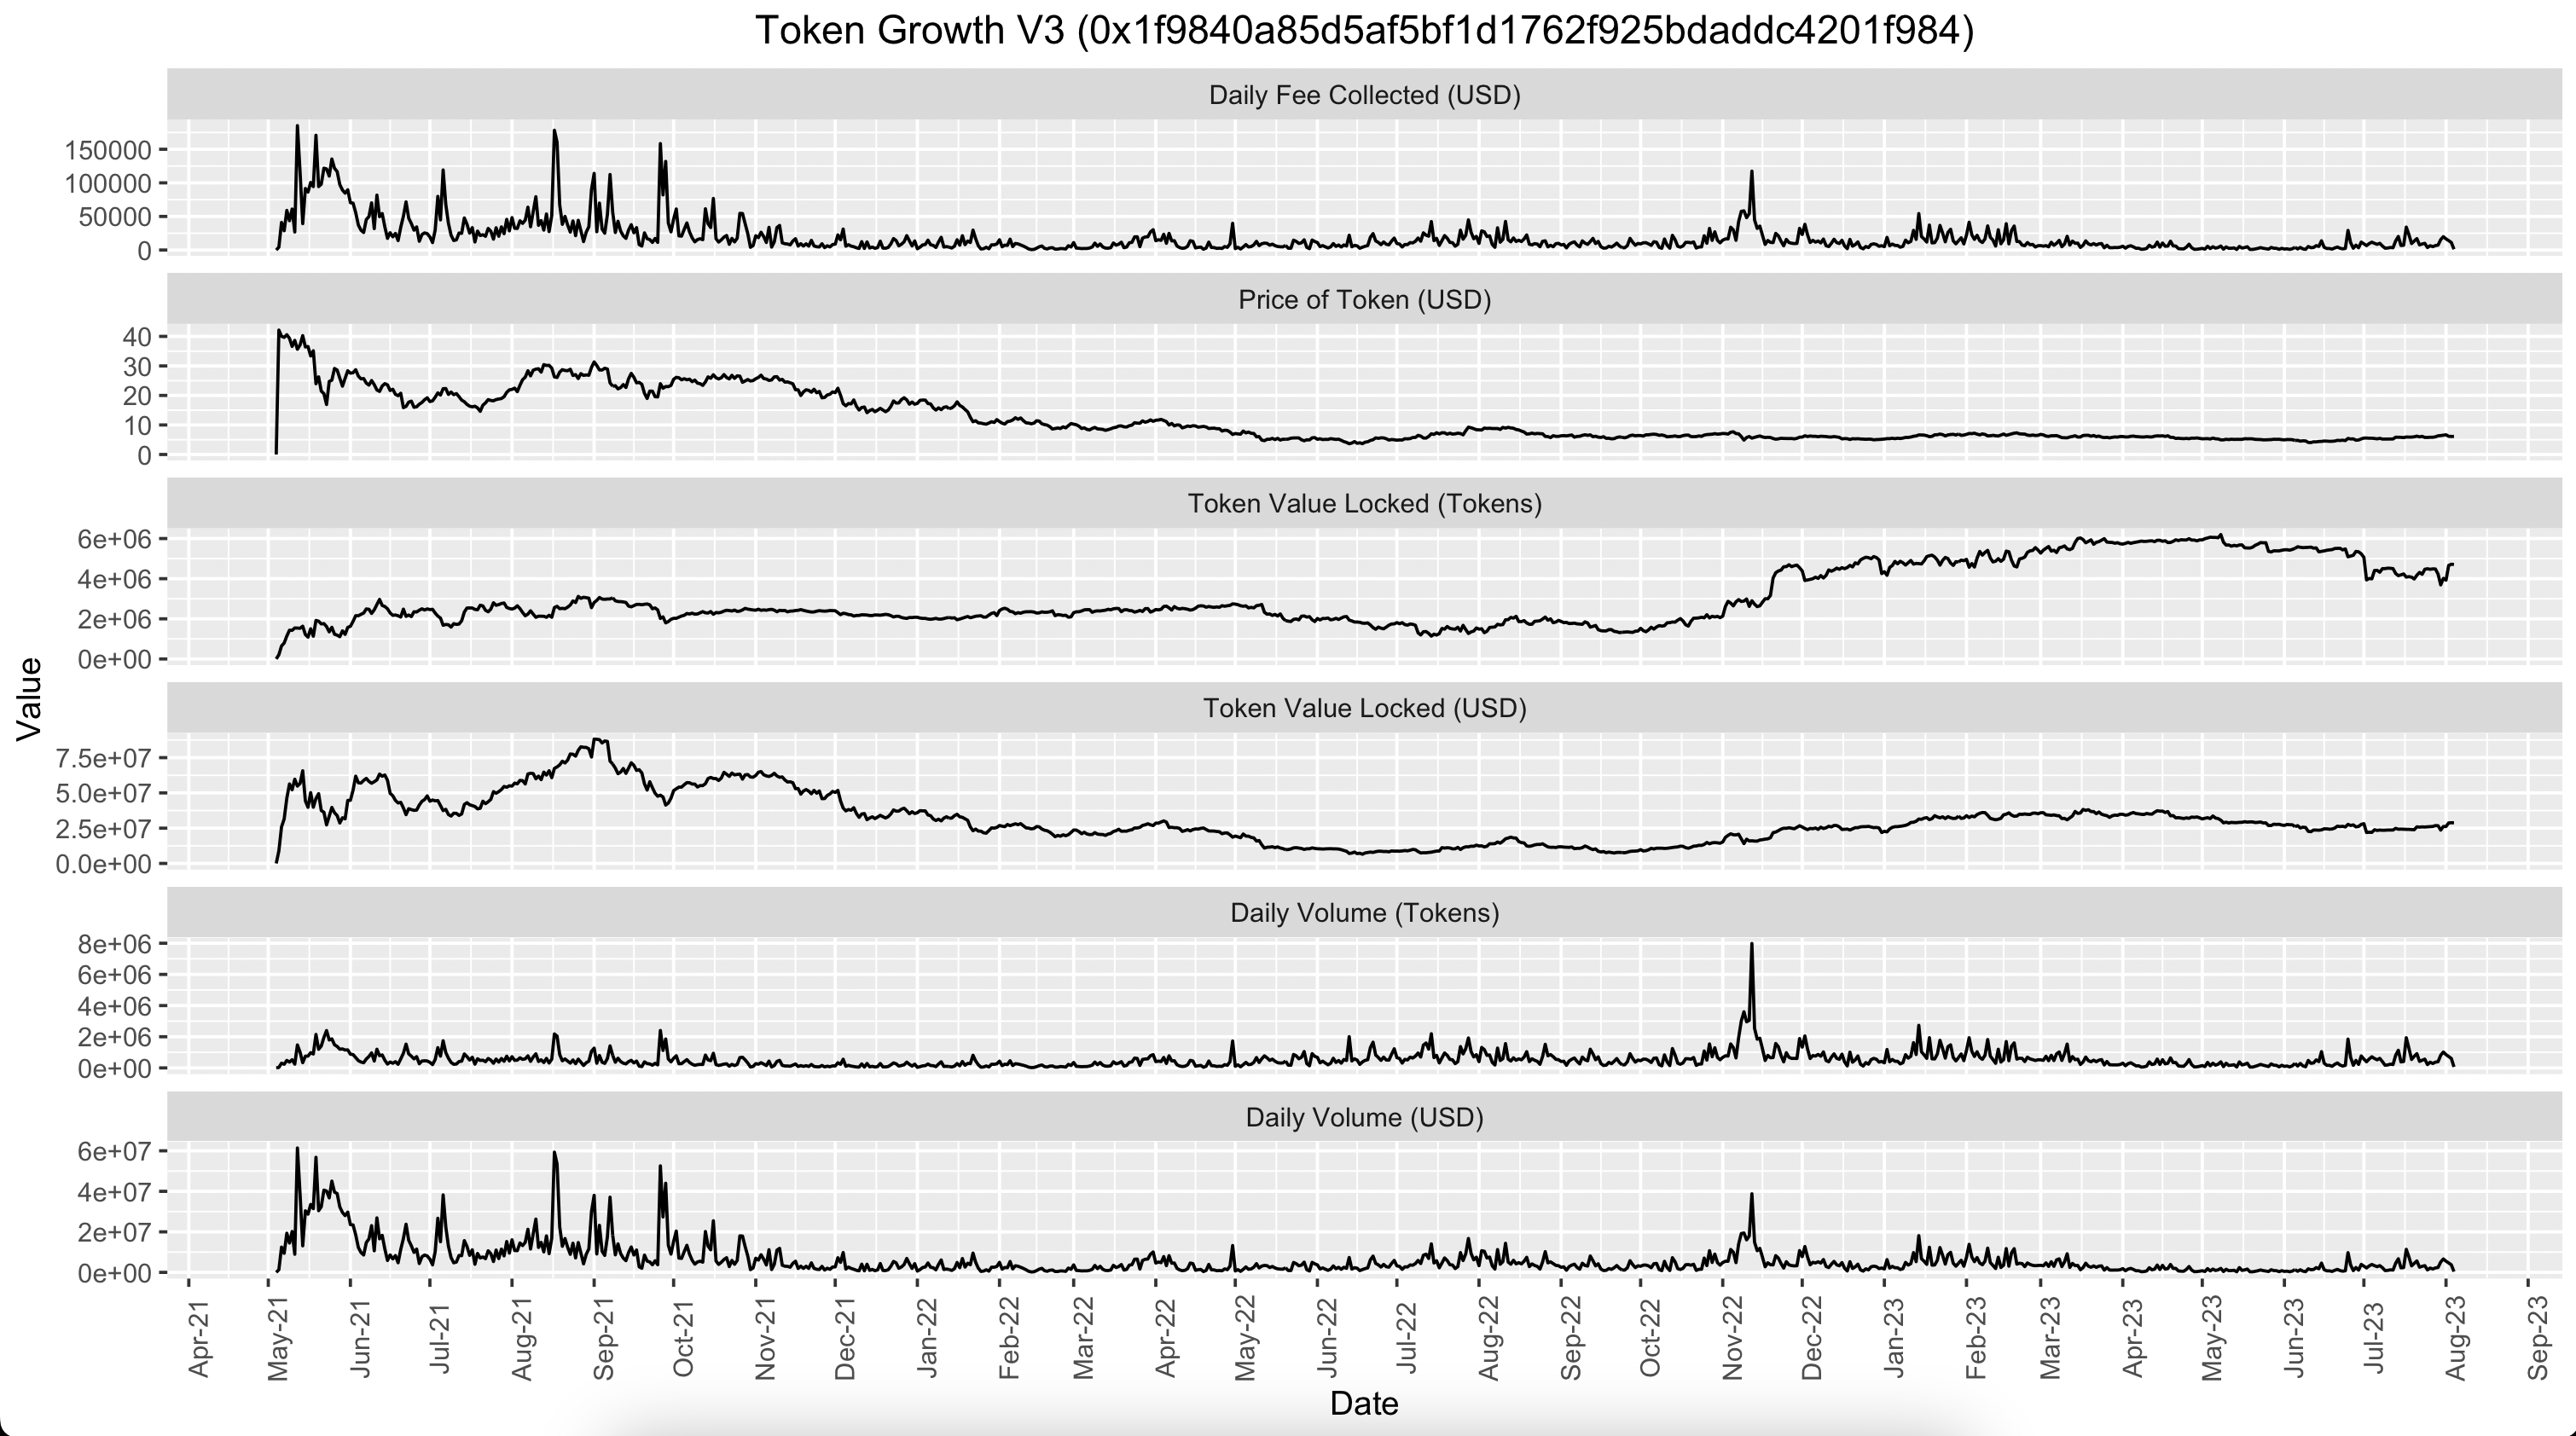 Token Growth V3 (0x1f9840a85d5af5bf1d1762f925bdaddc4201f984)
Daily Fee Collected (USD)
150000
100000
50000
0
Price of Token (USD)
40
30
20
10
0
Token Value Locked (Tokens)
6e+06
4e+06
2e+06
0e+00
Value
Token Value Locked (USD)
7.5e+07
5.0e+07
2.5e+07
0.0e+00
Daily Volume (Tokens)
8e+06
6e+06
4e+06
2e+06
0e+00
Daily Volume (USD)
6e+07
4e+07
2e+07
0e+00
Apr-21
May-21
Jun-21
Jul-21
Aug-21
Sep-21
Oct-21
Nov-21
Dec-21
Jan-22
Feb-22
Mar-22
Apr-22
May-22
Jun-22
Jul-22
Aug-22
Sep-22
Oct-22
Nov-22
Dec-22
Jan-23
Feb-23
Mar-23
Apr-23
May-23
Jun-23
Jul-23
Aug-23
Sep-23
Date